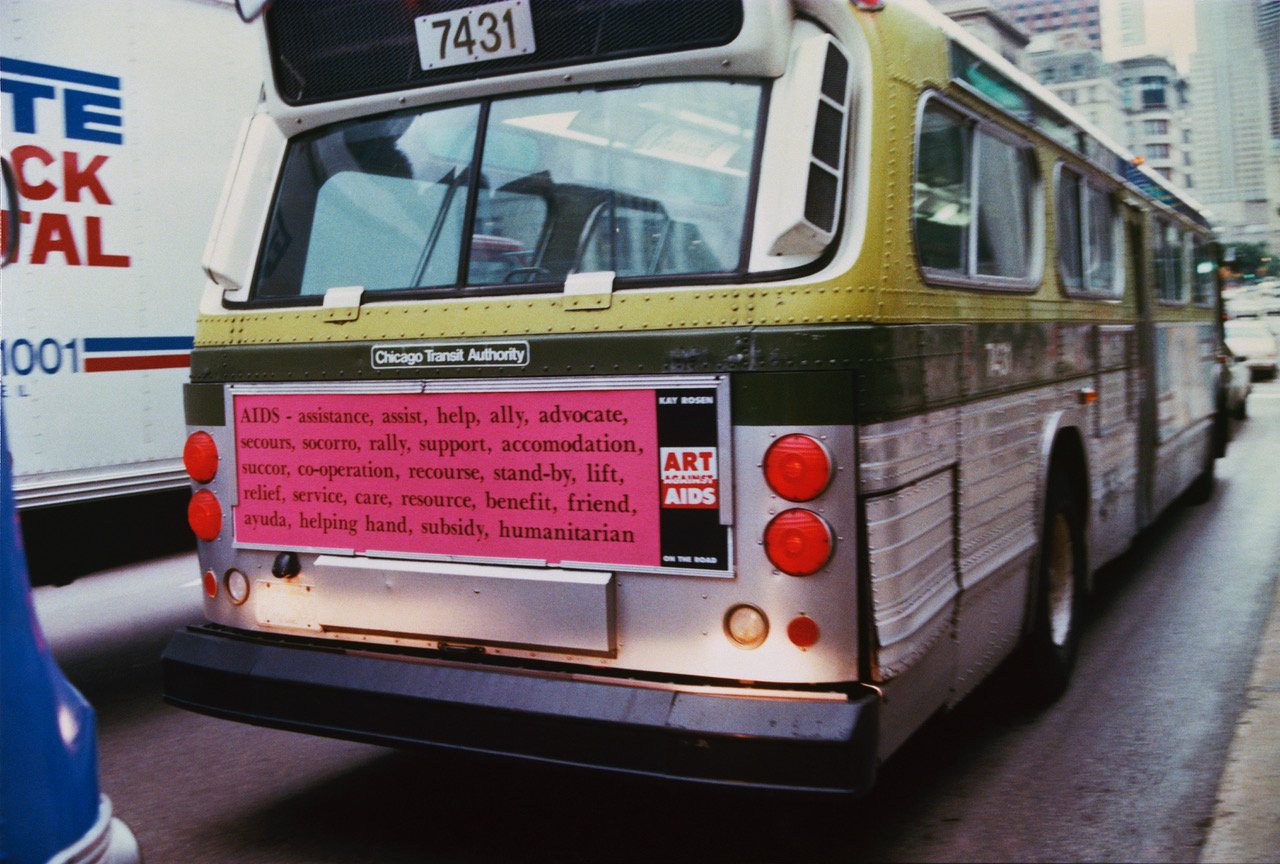 7431
TE
CK
TAL
1001
E L
Chicago Transit Authority
AIDS - assistance, assist, help, ally, advocate,
secours, socorro, rally, support, accomodation,
succor, co-operation, recourse, stand-by, lift,
relief, service, care, resource, benefit, friend,
ayuda, helping hand, subsidy, humanitarian
KAY ROSEN
ART
AGAINST
AIDS
ON THE ROAD
7431